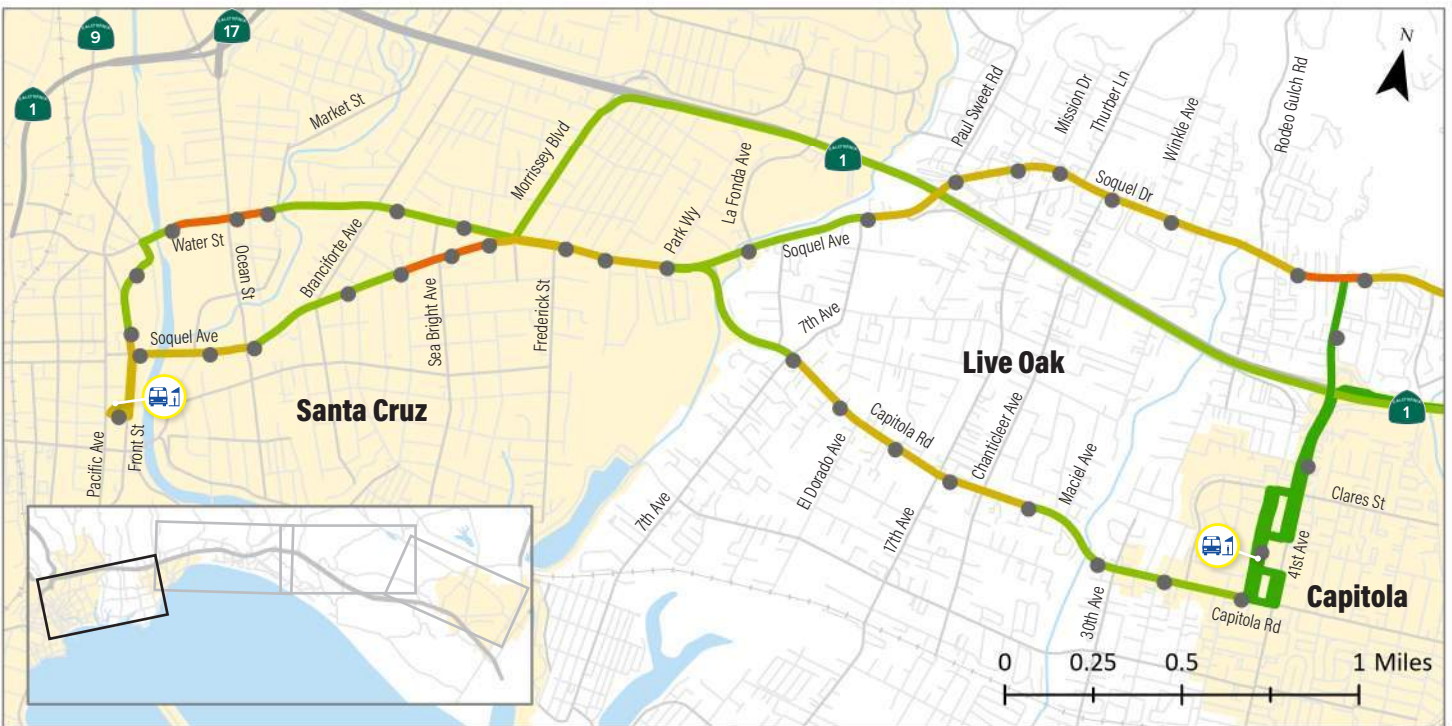 9
17
1
Market St
Morrissey Blvd
La Fonda Ave
Park Wy
1
Paul Sweet Rd
Mission Dr
Thurber Ln
Winkle Ave
Rodeo Gulch Rd
N
Soquel Dr
Water St
Ocean St
Branciforte Ave
Sea Bright Ave
Frederick St
Soquel Ave
Soquel Ave
7th Ave
Live Oak
Santa Cruz
Pacific Ave
Front St
El Dorado Ave
Capitola Rd
Chanticleer Ave
Maciel Ave
1
Clares St
7th Ave
17th Ave
41st Ave
Capitola
30th Ave
Capitola Rd
0 0.25 0.5 1 Miles